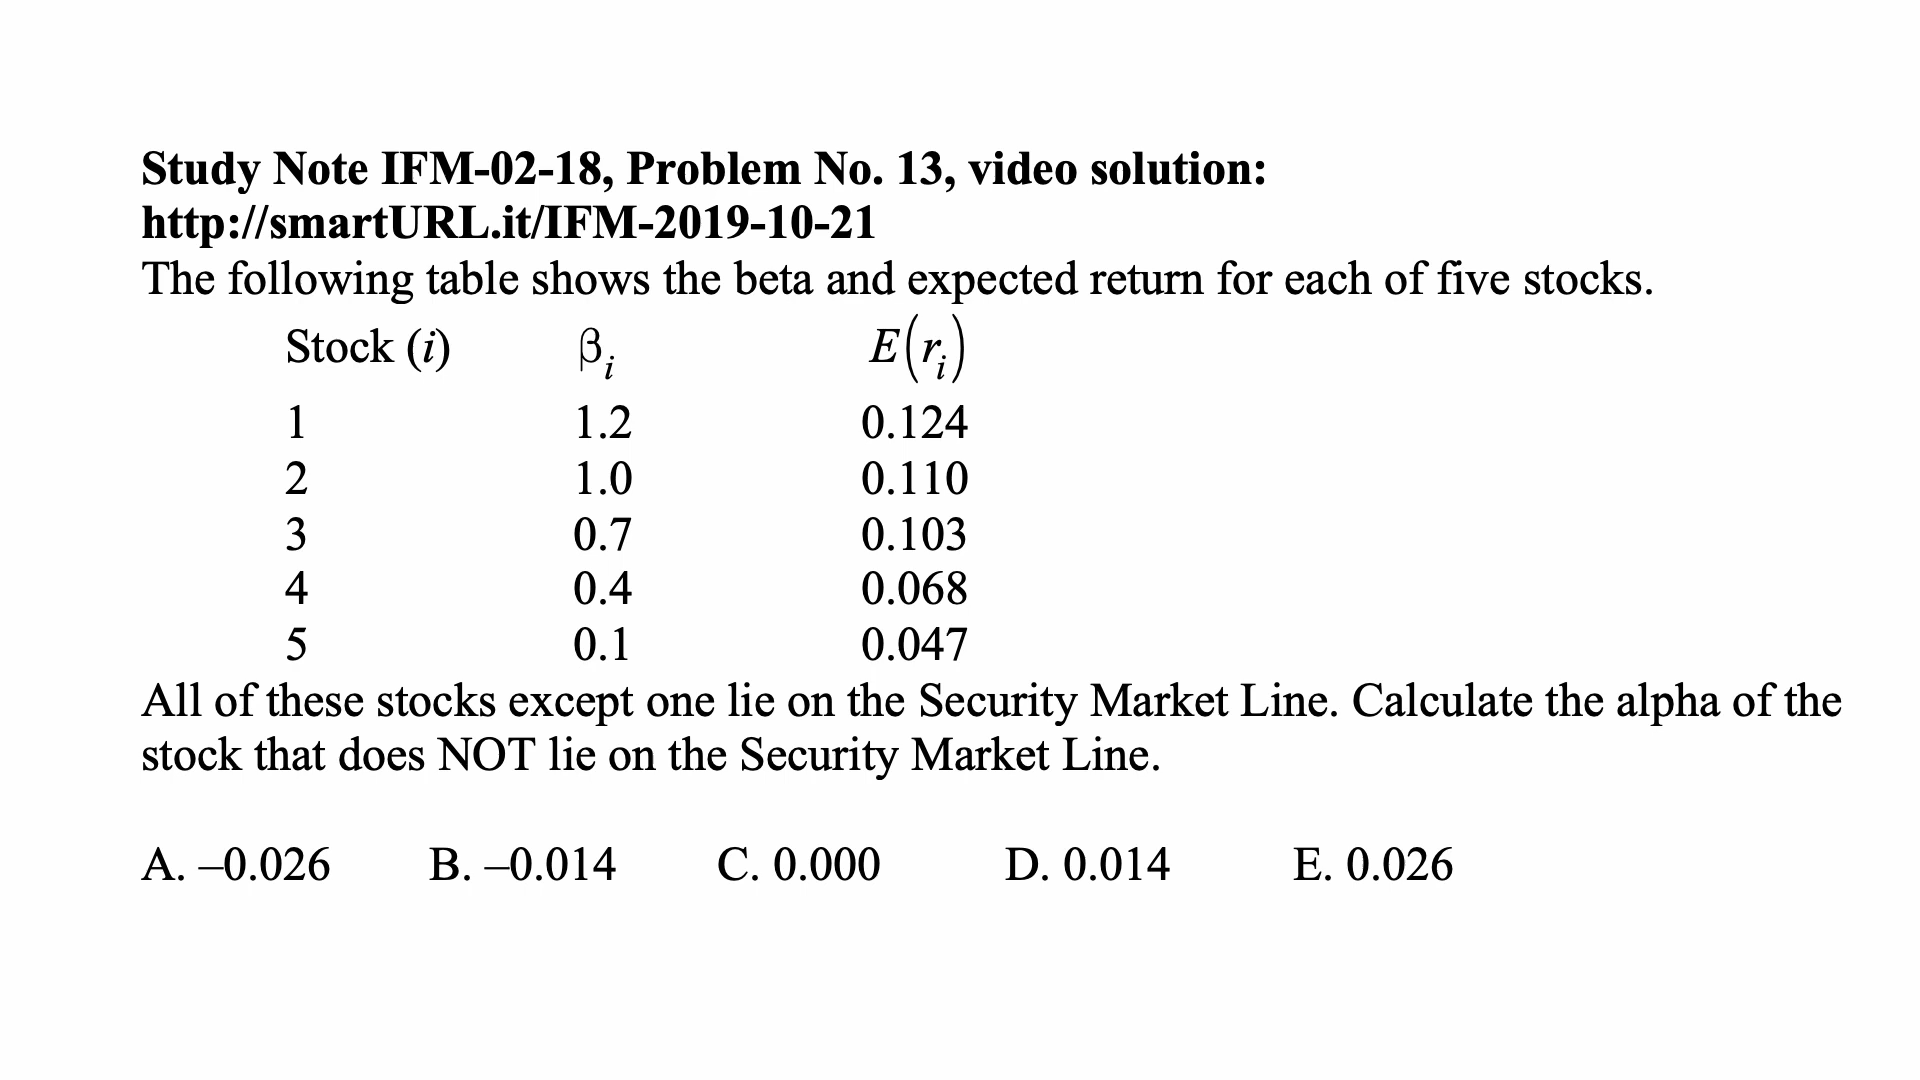 Study Note IFM-02-18, Problem No. 13, video solution:
http://smartURL.it/IFM-2019-10-21
The following table shows the beta and expected return for each of five stocks.
Stock (i) βᵢ E(rᵢ)
1 1.2 0.124
2 1.0 0.110
3 0.7 0.103
4 0.4 0.068
5 0.1 0.047
All of these stocks except one lie on the Security Market Line. Calculate the alpha of the
stock that does NOT lie on the Security Market Line.
A. –0.026 B. –0.014 C. 0.000 D. 0.014 E. 0.026